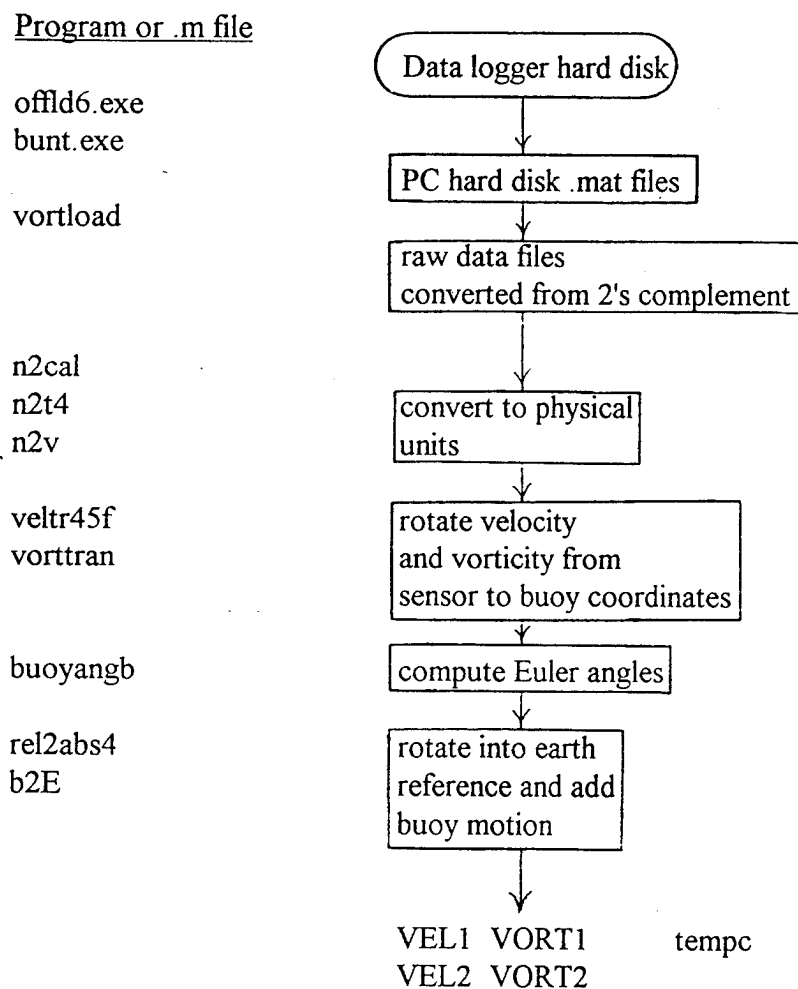 Program or .m file
Data logger hard disk
offld6.exe
bunt.exe
PC hard disk .mat files
vortload
raw data files
converted from 2's complement
n2cal
n2t4
n2v
convert to physical
units
veltr45f
vorttran
rotate velocity
and vorticity from
sensor to buoy coordinates
buoyangb
compute Euler angles
rel2abs4
b2E
rotate into earth
reference and add
buoy motion
VEL1 VORT1 tempc
VEL2 VORT2